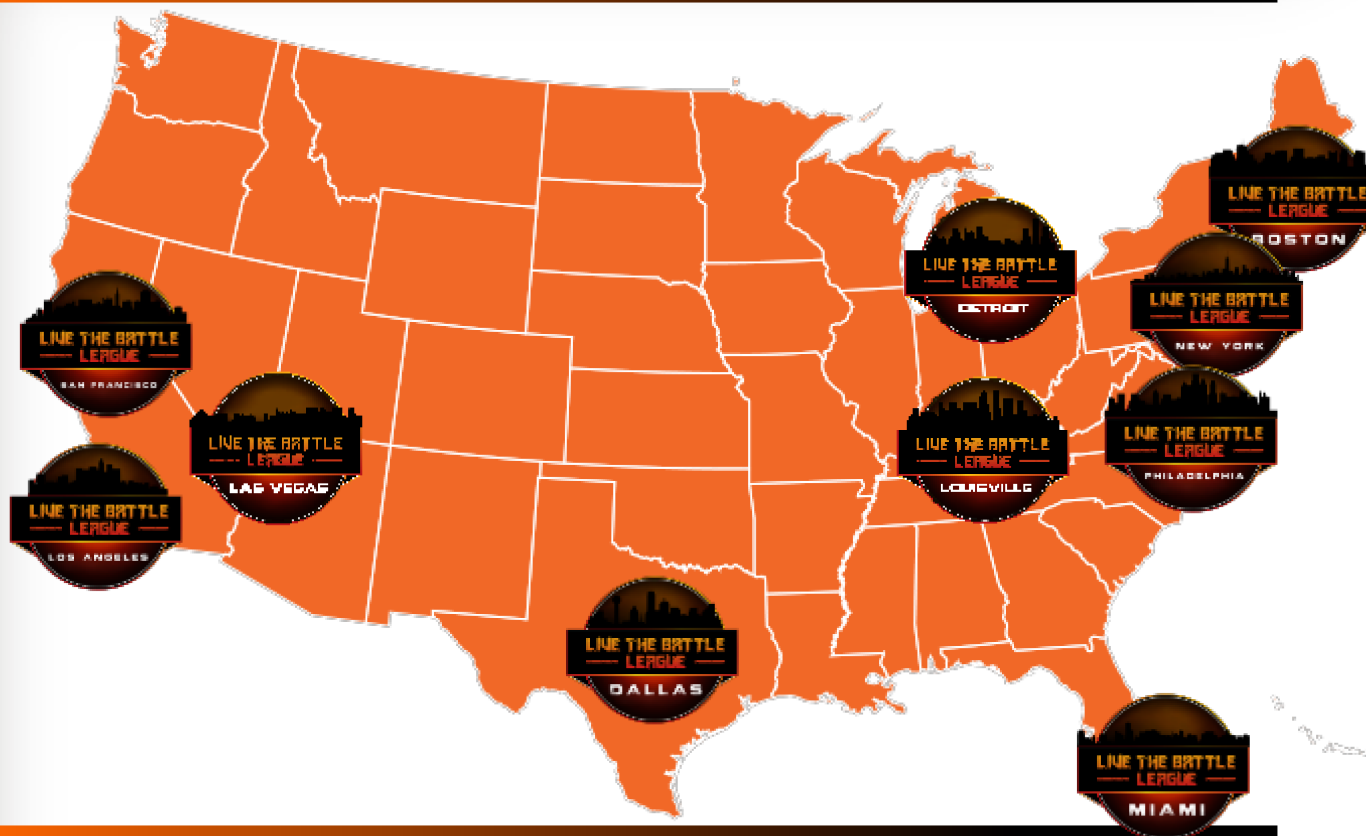 LIVE THE BATTLE
LEAGUE
BOSTON
LIVE THE BATTLE
LEAGUE
DETROIT
LIVE THE BATTLE
LEAGUE
NEW YORK
LIVE THE BATTLE
LEAGUE
SAN FRANCISCO
LIVE THE BATTLE
LEAGUE
LAS VEGAS
LIVE THE BATTLE
LEAGUE
LOUISVILLE
LIVE THE BATTLE
LEAGUE
PHILADELPHIA
LIVE THE BATTLE
LEAGUE
LOS ANGELES
LIVE THE BATTLE
LEAGUE
DALLAS
LIVE THE BATTLE
LEAGUE
MIAMI